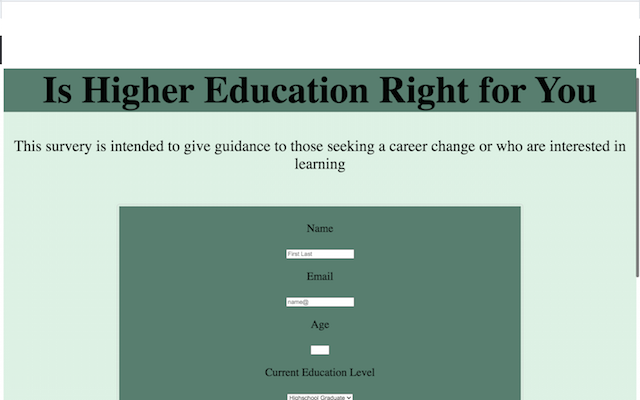 Is Higher Education Right for You
This survery is intended to give guidance to those seeking a career change or who are interested in
learning
Name
First Last
Email
name@
Age
Current Education Level
Highschool Graduate